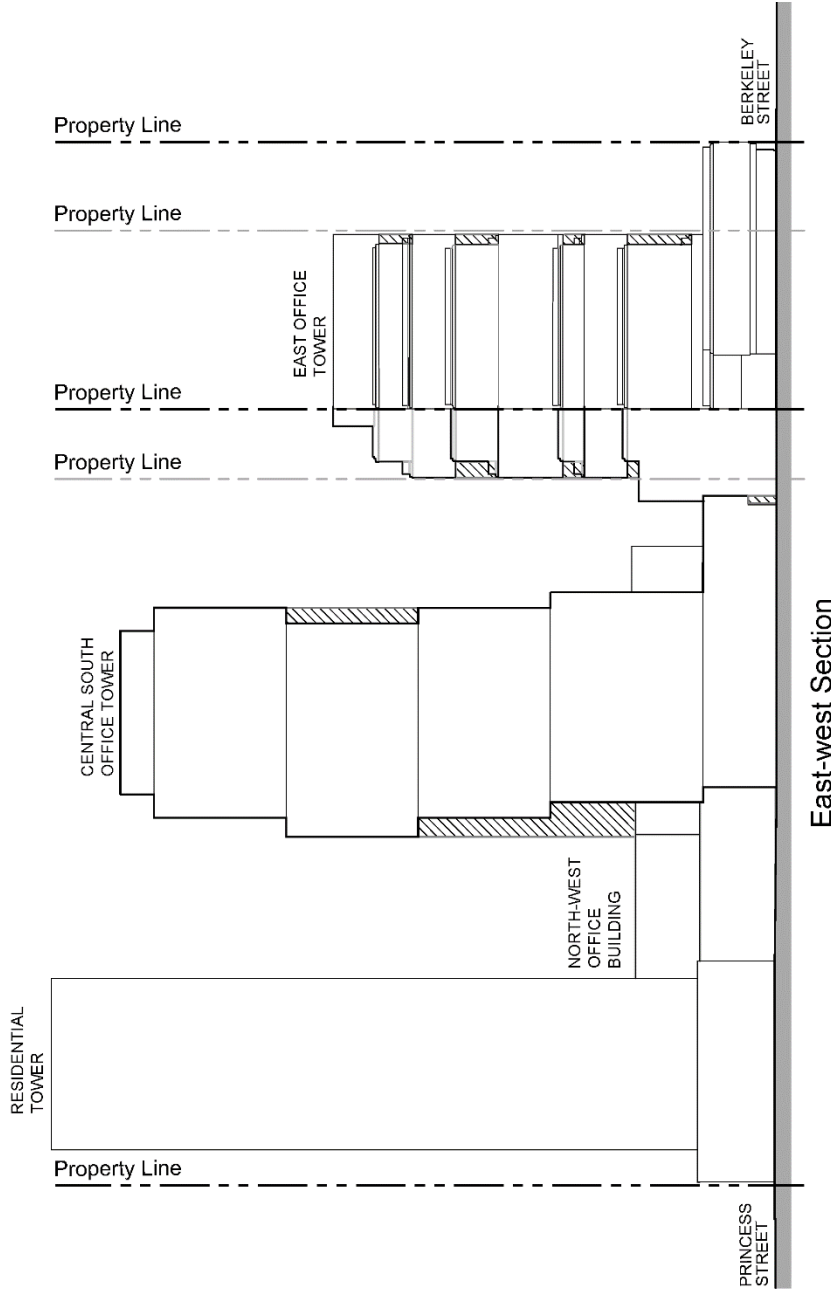 Property Line
BERKELEY
STREET
Property Line
EAST OFFICE
TOWER
Property Line
Property Line
CENTRAL SOUTH
OFFICE TOWER
NORTH-WEST
OFFICE
BUILDING
RESIDENTIAL
TOWER
Property Line
PRINCESS
STREET
East-west Section